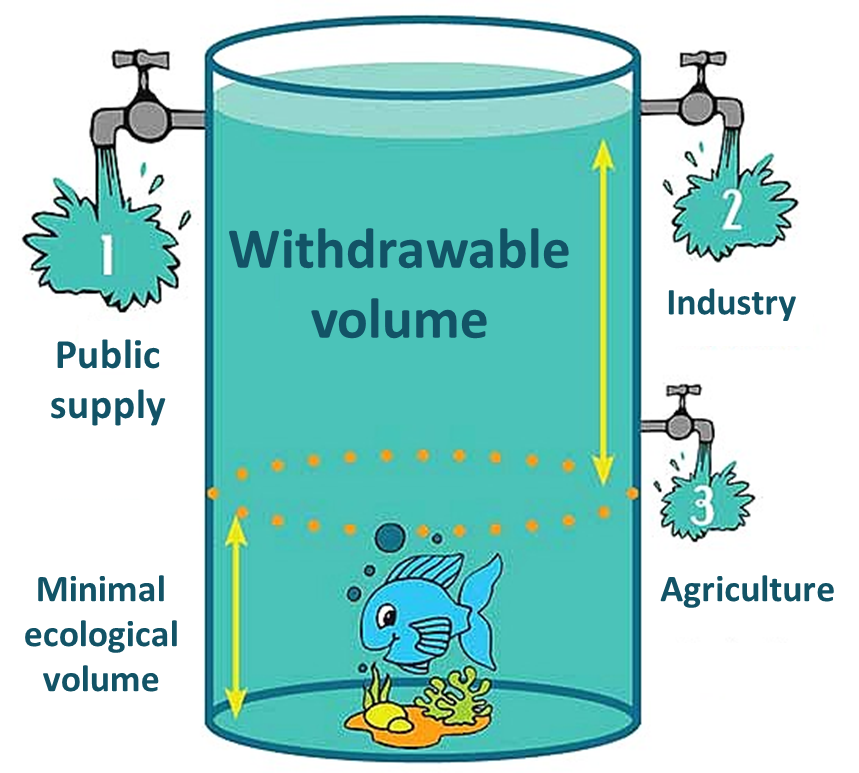 Withdrawable
volume
1
Public
supply
2
Industry
3
Agriculture
Minimal
ecological
volume